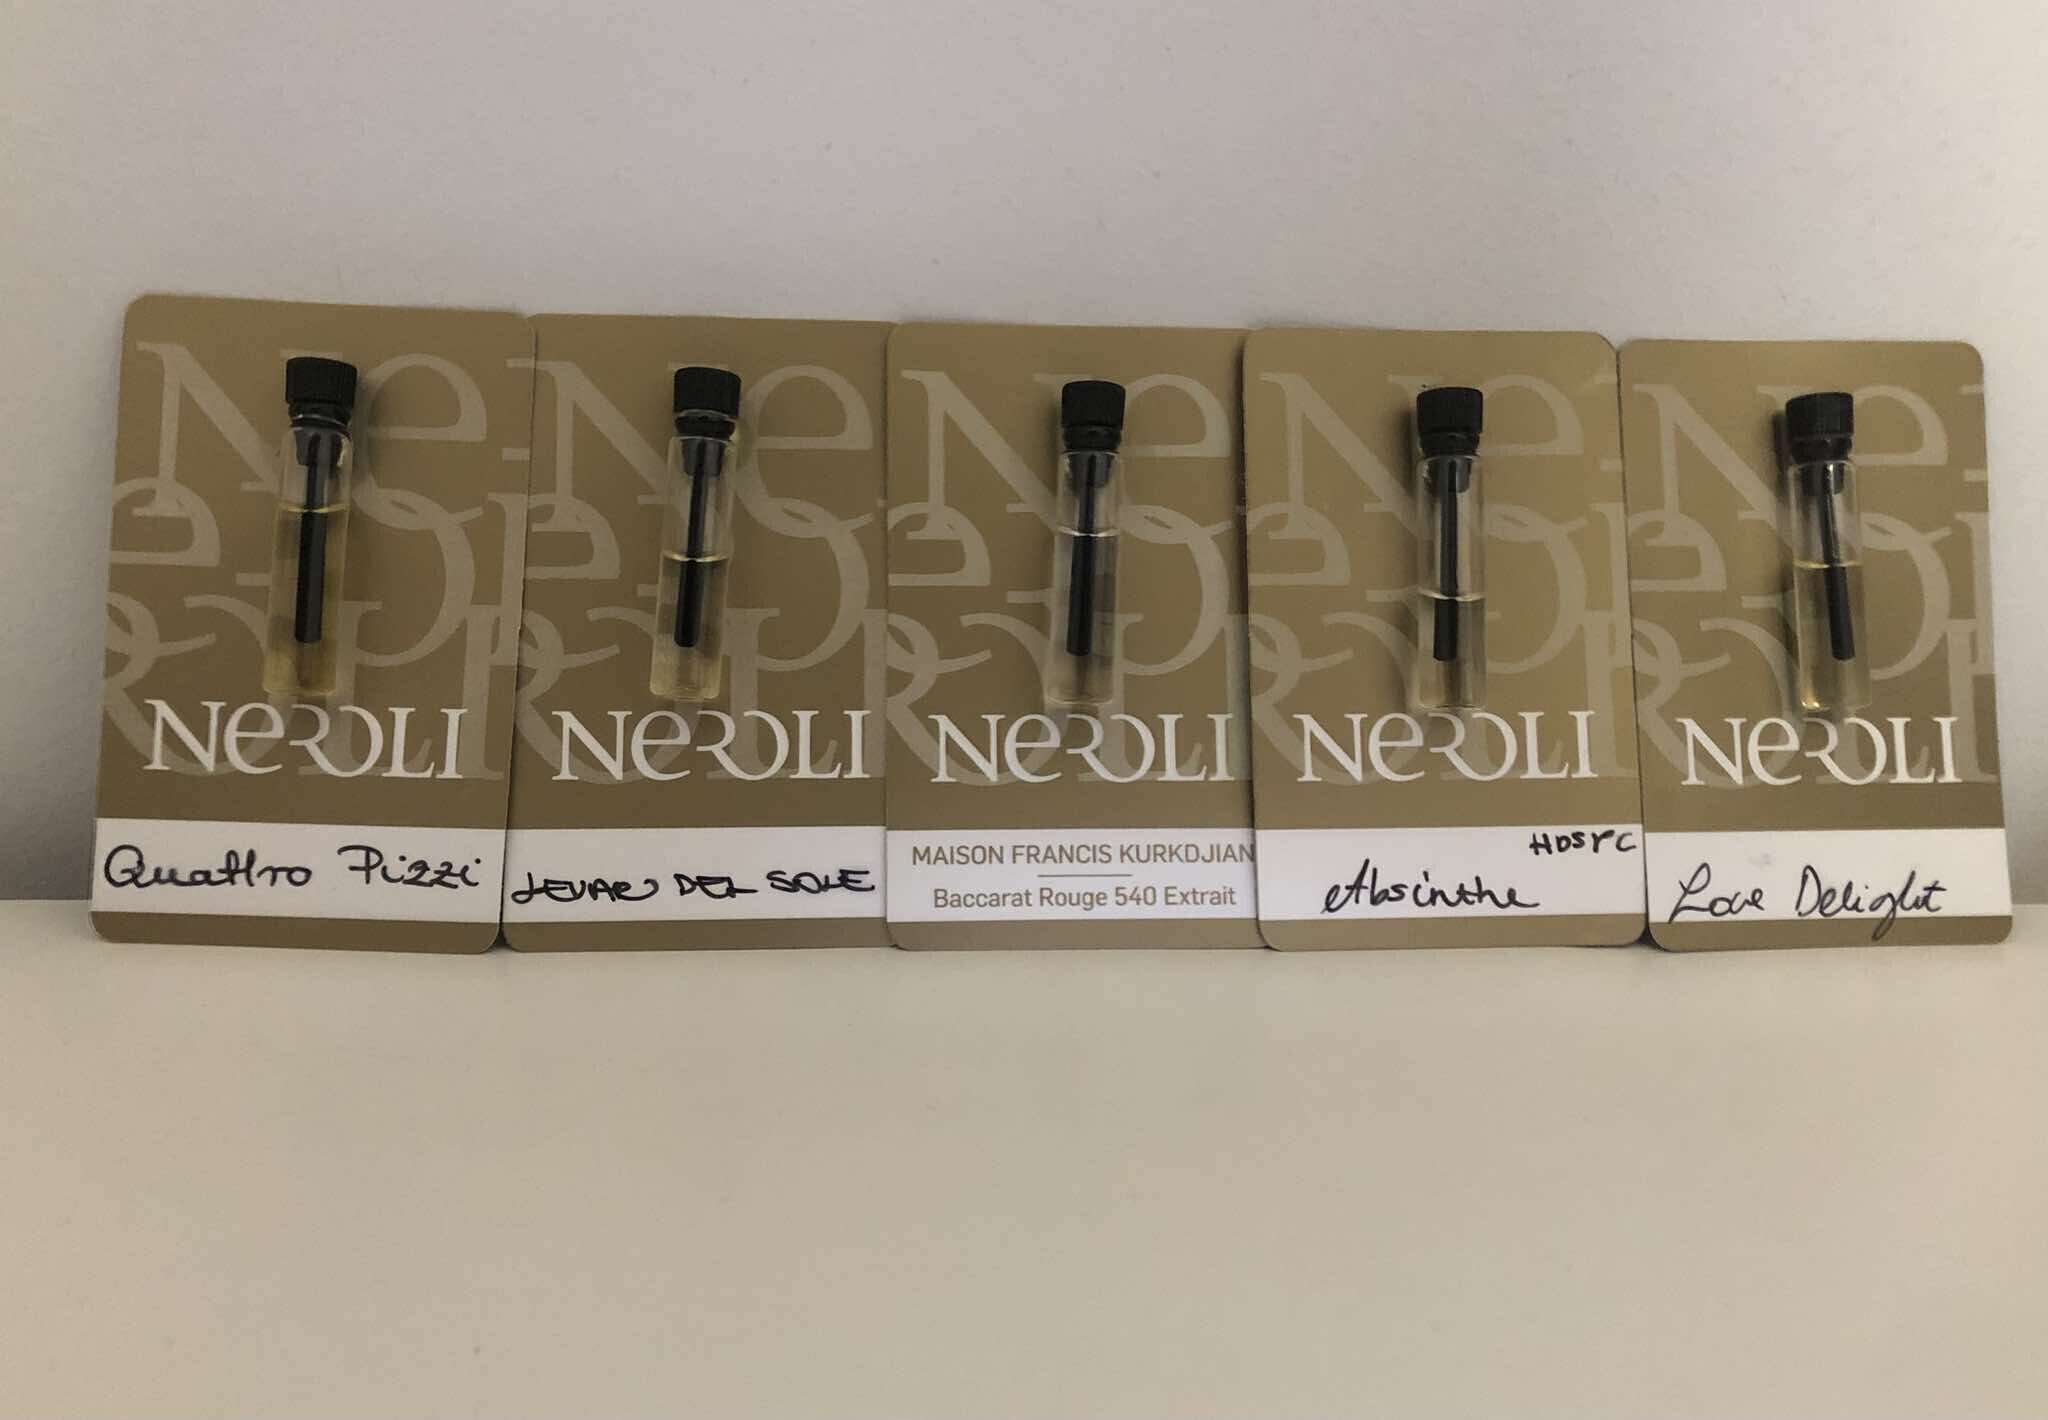 NeROLI
Quattro Pizzi
NeROLI
LEVAR DEL SOLE
NeROLI
MAISON FRANCIS KURKDJIAN
Baccarat Rouge 540 Extrait
NeROLI
HDSPC
Absinthe
NeROLI
Love Delight